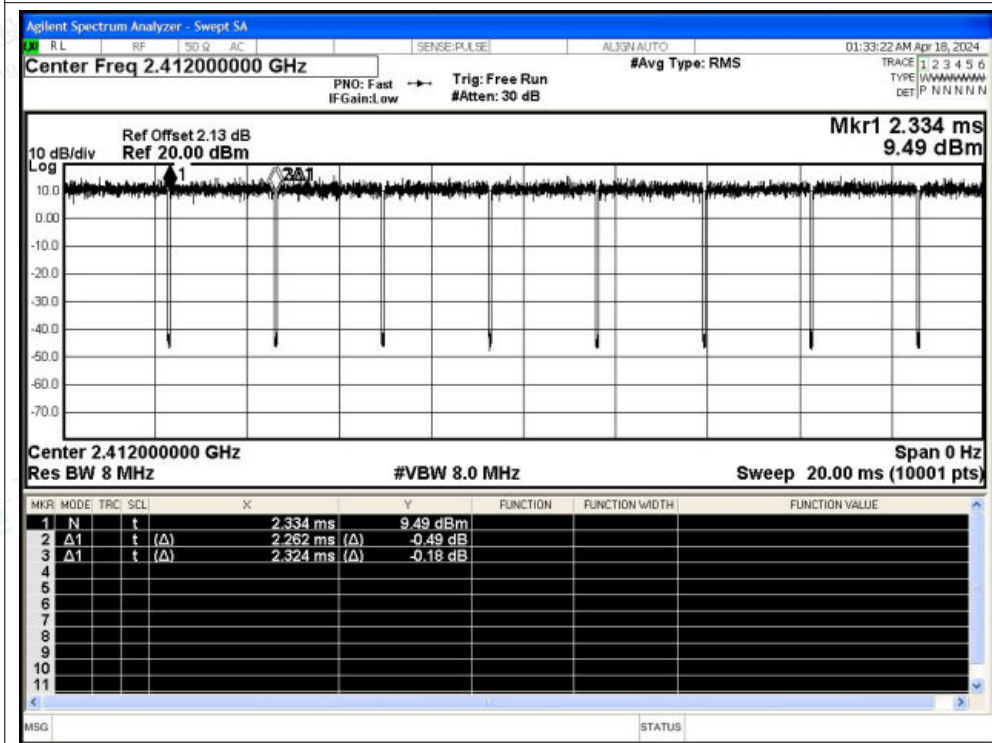 Agilent Spectrum Analyzer - Swept SA
RL RF 50 Ω AC SENSE:PULSE ALIGN AUTO 01:33:22 AM Apr 18, 2024
Center Freq 2.412000000 GHz #Avg Type: RMS TRACE 1 2 3 4 5 6
PNO: Fast Trig: Free Run TYPE WWWWWW
IFGain:Low #Atten: 30 dB DET P N N N N N
Mkr1 2.334 ms
Ref Offset 2.13 dB
10 dB/div Ref 20.00 dBm 9.49 dBm
Log
1 2Δ1
10.0
0.00
-10.0
-20.0
-30.0
-40.0
-50.0
-60.0
-70.0
Center 2.412000000 GHz Span 0 Hz
Res BW 8 MHz #VBW 8.0 MHz Sweep 20.00 ms (10001 pts)
MKR MODE TRC SCL X Y FUNCTION FUNCTION WIDTH FUNCTION VALUE
1 N t 2.334 ms 9.49 dBm
2 Δ1 t (Δ) 2.262 ms (Δ) -0.49 dB
3 Δ1 t (Δ) 2.324 ms (Δ) -0.18 dB
4
5
6
7
8
9
10
11
MSG STATUS